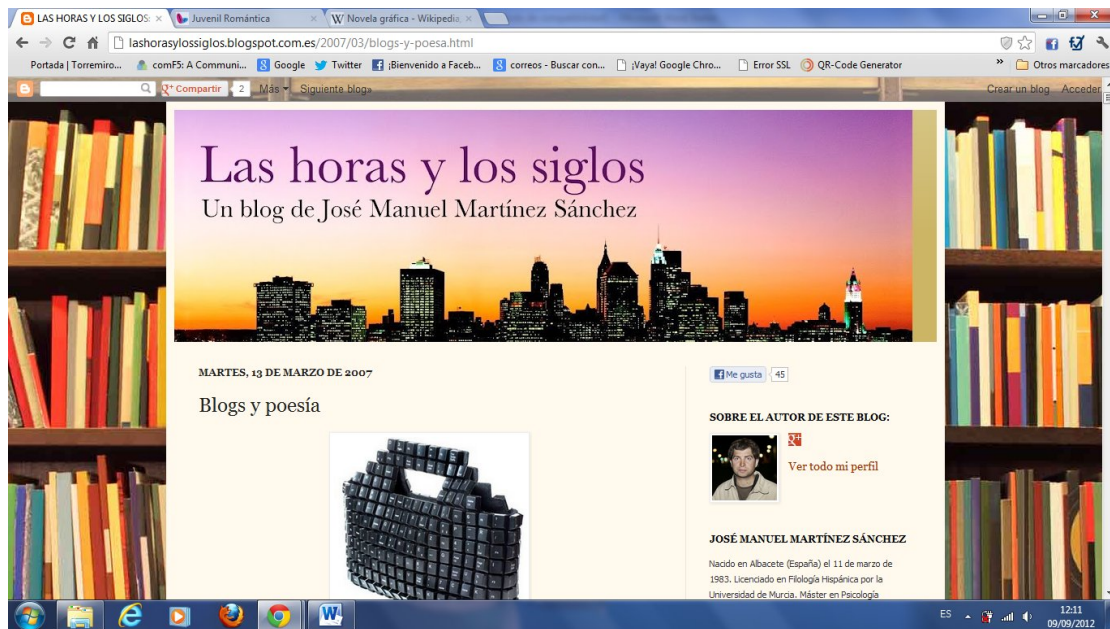 LAS HORAS Y LOS SIGLOS:
Juvenil Romántica
Novela gráfica - Wikipedia,
lashorasylossiglos.blogspot.com.es/2007/03/blogs-y-poesa.html
Portada | Torremiro... comF5: A Communi... Google Twitter ¡Bienvenido a Faceb... correos - Buscar con... ¡Vaya! Google Chro... Error SSL QR-Code Generator » Otros marcadores
Compartir 2 Más Siguiente blog» Crear un blog Acceder
Las horas y los siglos
Un blog de José Manuel Martínez Sánchez
MARTES, 13 DE MARZO DE 2007
Blogs y poesía
Me gusta 45
SOBRE EL AUTOR DE ESTE BLOG:
Ver todo mi perfil
JOSÉ MANUEL MARTÍNEZ SÁNCHEZ
Nacido en Albacete (España) el 11 de marzo de
1983. Licenciado en Filología Hispánica por la
Universidad de Murcia. Máster en Psicología
ES 12:11
09/09/2012